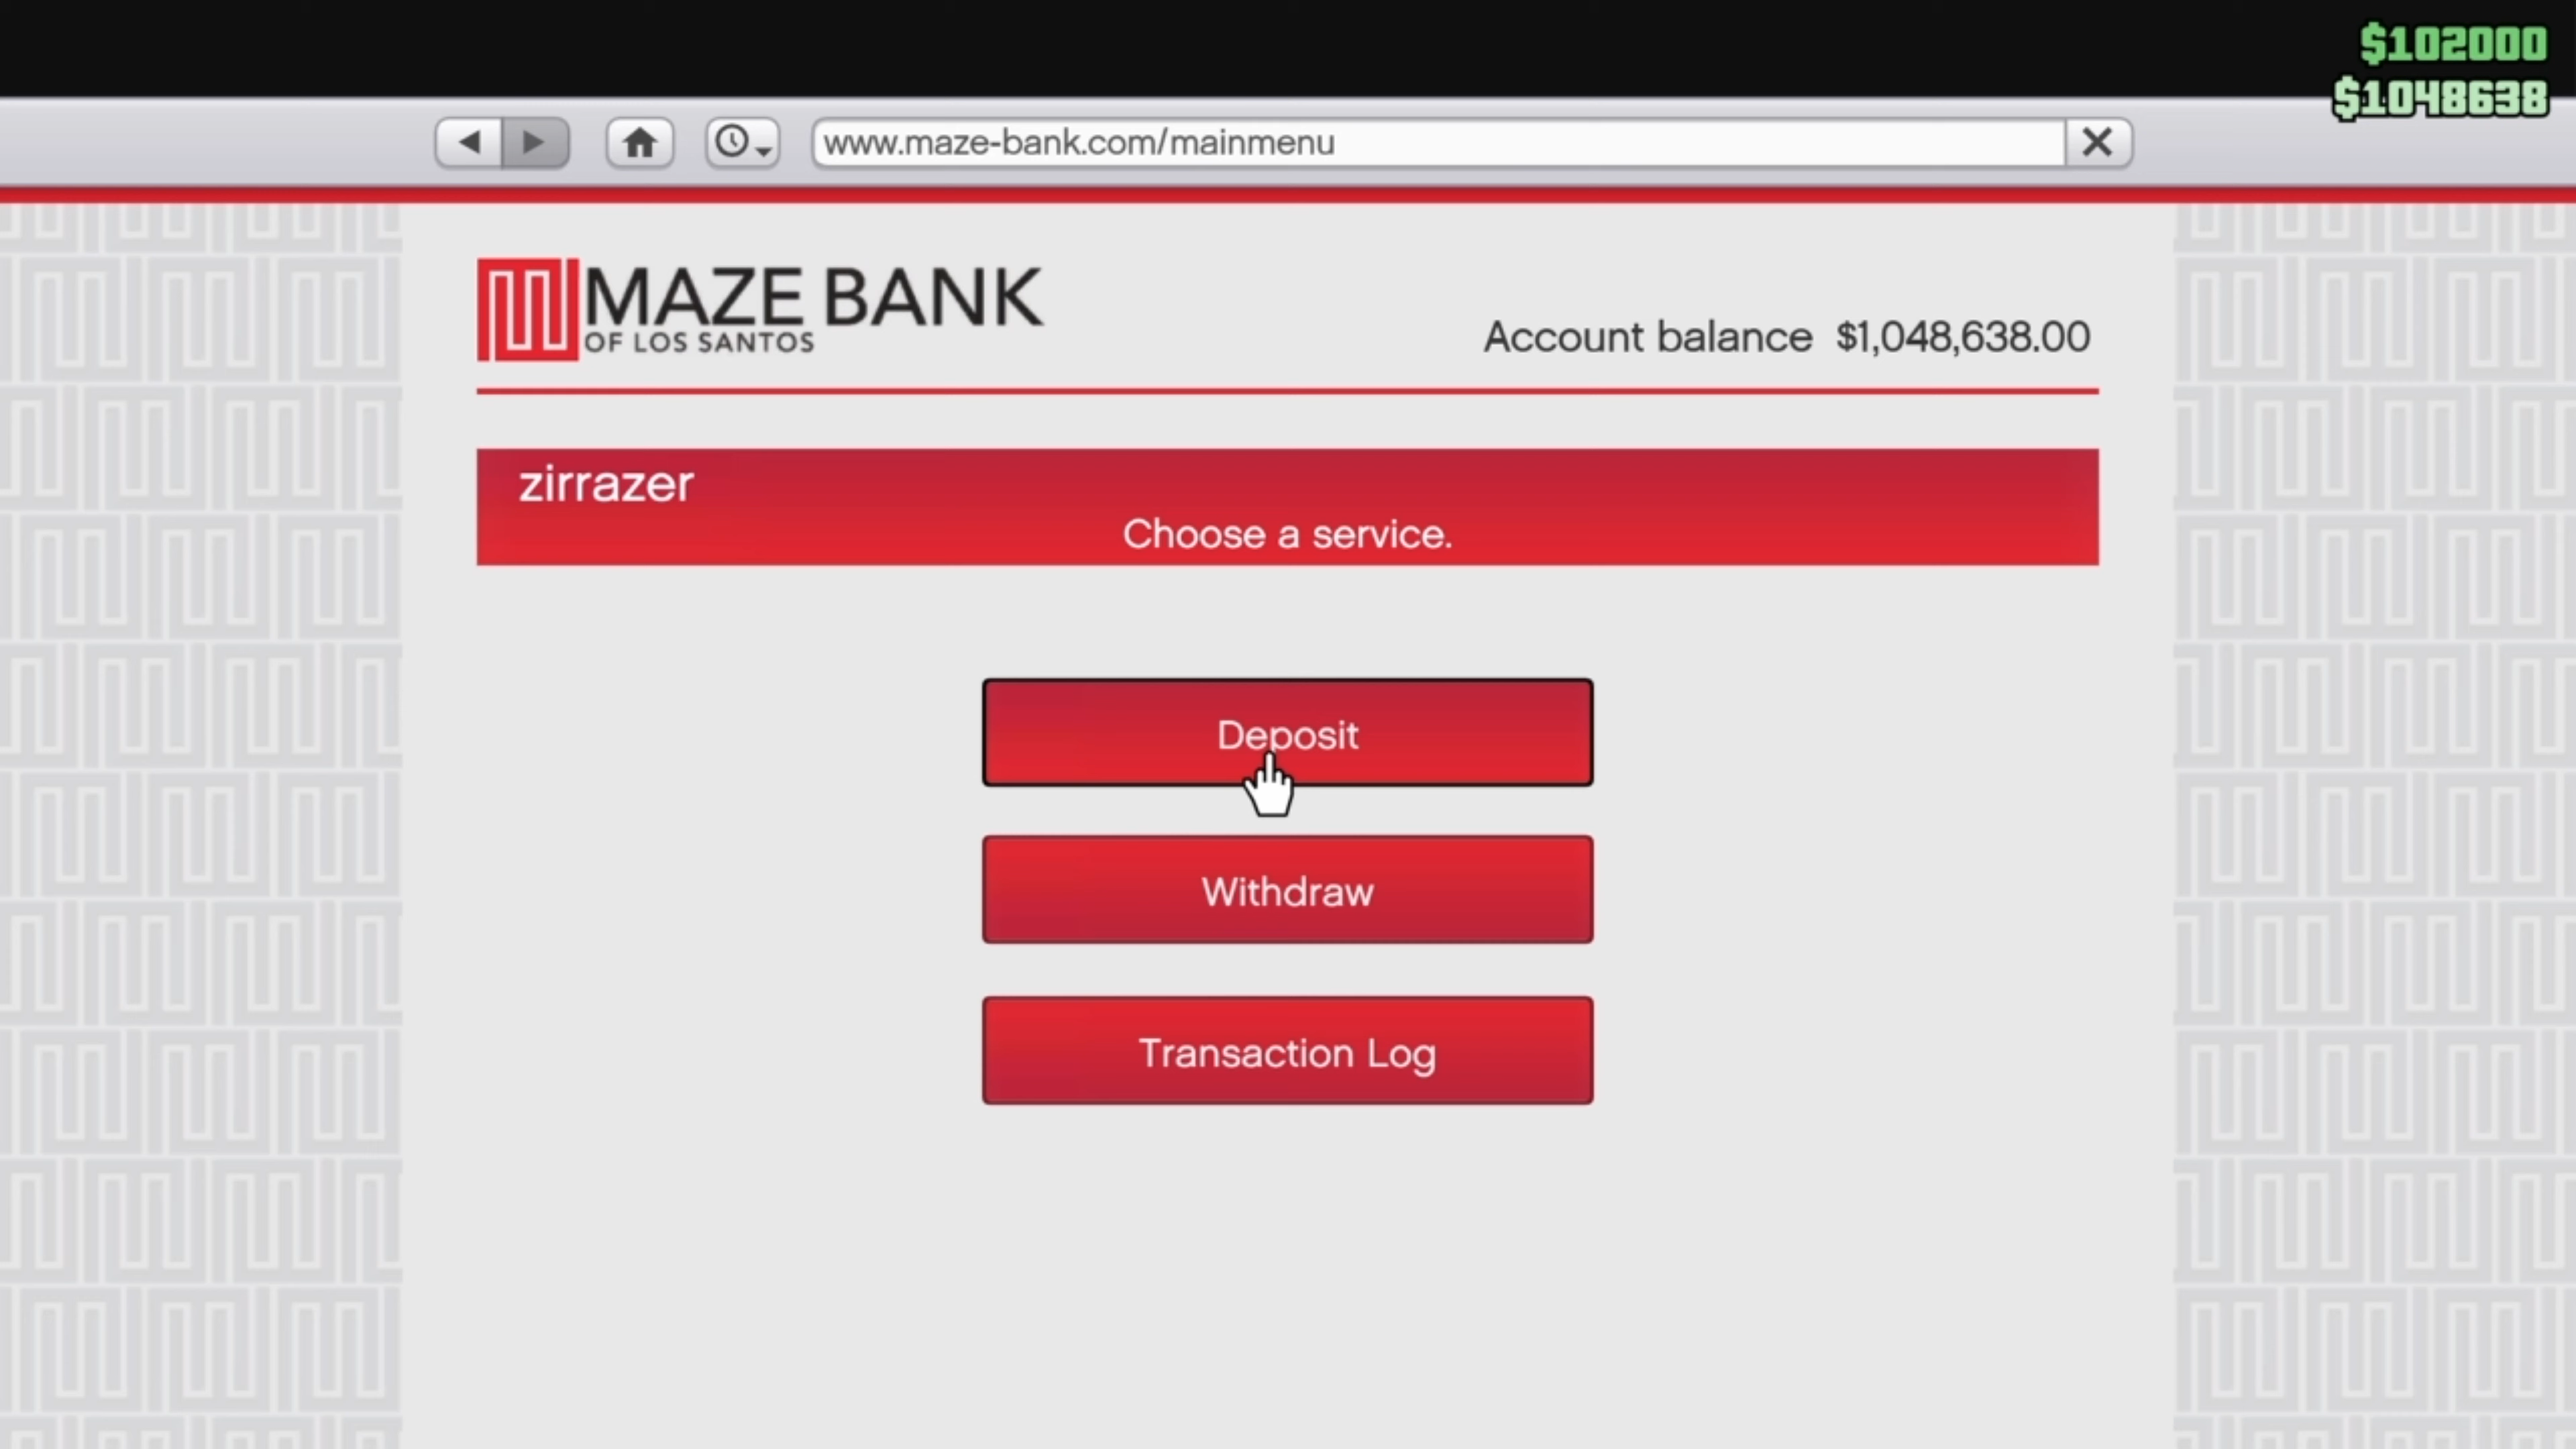 $102000
$1048638
www.maze-bank.com/mainmenu
MAZE BANK
OF LOS SANTOS
Account balance $1,048,638.00
zirrazer
Choose a service.
Deposit
Withdraw
Transaction Log